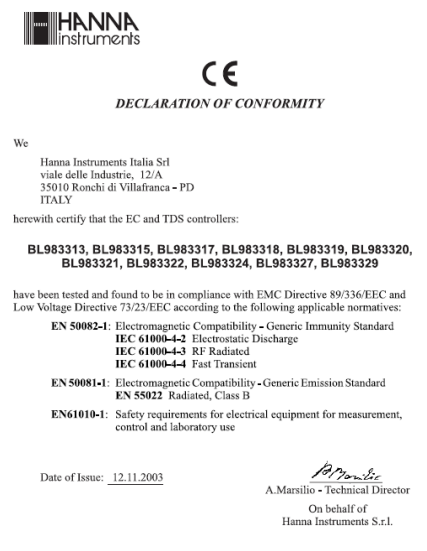 HANNA
instruments
CE
DECLARATION OF CONFORMITY
We
Hanna Instruments Italia Srl
viale delle Industrie, 12/A
35010 Ronchi di Villafranca – PD
ITALY
herewith certify that the EC and TDS controllers:
BL983313, BL983315, BL983317, BL983318, BL983319, BL983320,
BL983321, BL983322, BL983324, BL983327, BL983329
have been tested and found to be in compliance with EMC Directive 89/336/EEC and
Low Voltage Directive 73/23/EEC according to the following applicable normatives:
EN 50082-1: Electromagnetic Compatibility - Generic Immunity Standard
IEC 61000-4-2 Electrostatic Discharge
IEC 61000-4-3 RF Radiated
IEC 61000-4-4 Fast Transient
EN 50081-1: Electromagnetic Compatibility - Generic Emission Standard
EN 55022 Radiated, Class B
EN61010-1: Safety requirements for electrical equipment for measurement,
control and laboratory use
Date of Issue: 12.11.2003
A.Marsilio
A.Marsilio - Technical Director
On behalf of
Hanna Instruments S.r.l.